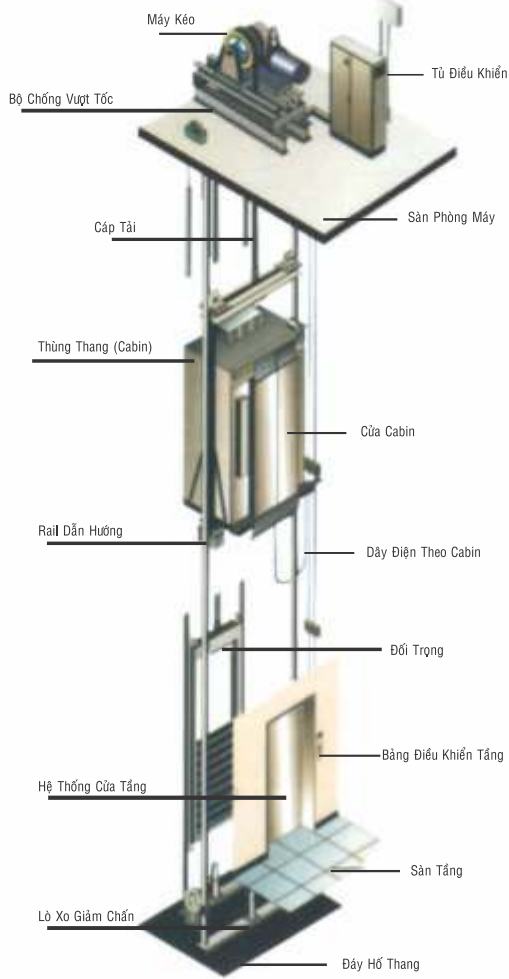 Máy Kéo
Tủ Điều Khiển
Bộ Chống Vượt Tốc
Sàn Phòng Máy
Cáp Tải
Thùng Thang (Cabin)
Cửa Cabin
Rail Dẫn Hướng
Dây Điện Theo Cabin
Đối Trọng
Bảng Điều Khiển Tầng
Hệ Thống Cửa Tầng
Sàn Tầng
Lò Xo Giảm Chấn
Đáy Hố Thang